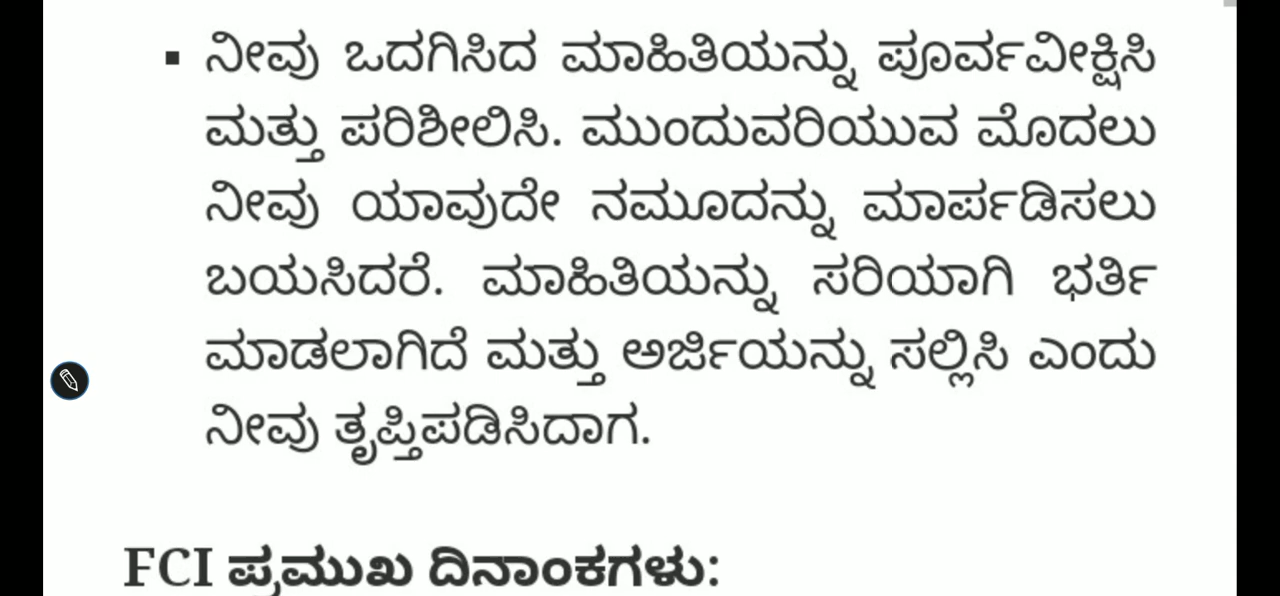 ▪ ನೀವು ಒದಗಿಸಿದ ಮಾಹಿತಿಯನ್ನು ಪೂರ್ವವೀಕ್ಷಿಸಿ
ಮತ್ತು ಪರಿಶೀಲಿಸಿ. ಮುಂದುವರಿಯುವ ಮೊದಲು
ನೀವು ಯಾವುದೇ ನಮೂದನ್ನು ಮಾರ್ಪಡಿಸಲು
ಬಯಸಿದರೆ. ಮಾಹಿತಿಯನ್ನು ಸರಿಯಾಗಿ ಭರ್ತಿ
ಮಾಡಲಾಗಿದೆ ಮತ್ತು ಅರ್ಜಿಯನ್ನು ಸಲ್ಲಿಸಿ ಎಂದು
ನೀವು ತೃಪ್ತಿಪಡಿಸಿದಾಗ.
FCI ಪ್ರಮುಖ ದಿನಾಂಕಗಳು: